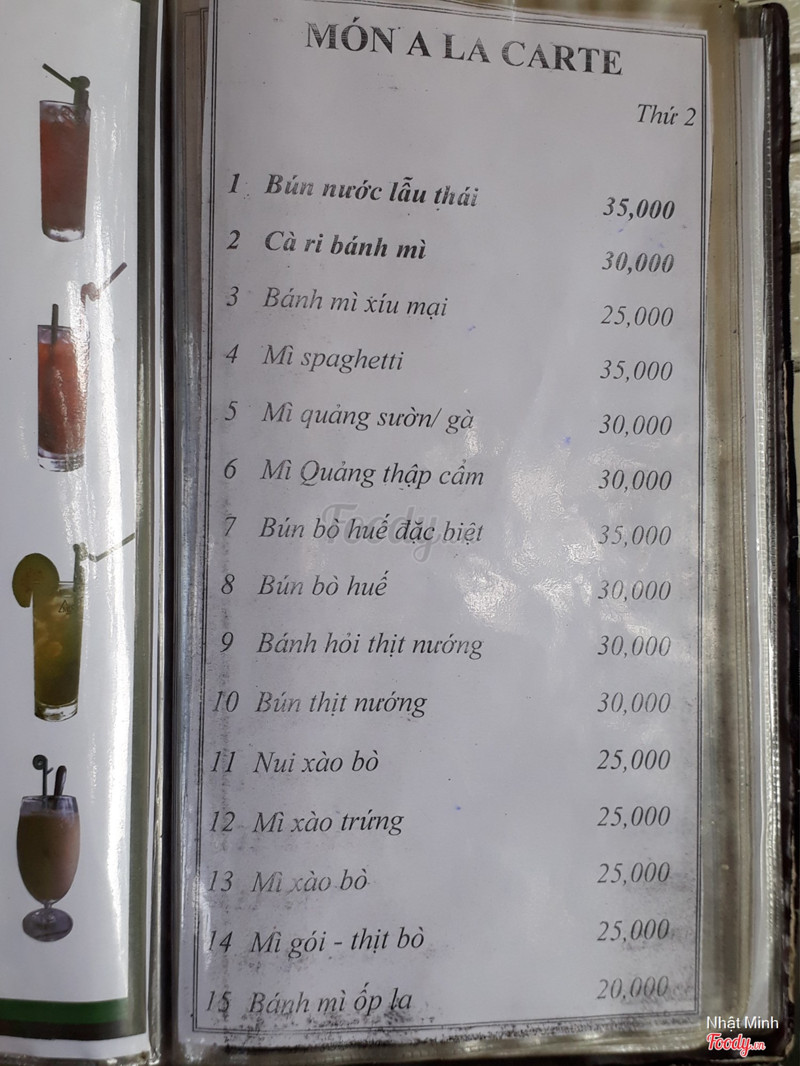 MÓN A LA CARTE
Thứ 2
1 Bún nước lẫu thái 35,000
2 Cà ri bánh mì 30,000
3 Bánh mì xíu mại 25,000
4 Mì spaghetti 35,000
5 Mì quảng sườn/ gà 30,000
6 Mì Quảng thập cẩm 30,000
7 Bún bò huế đặc biệt 35,000
8 Bún bò huế 30,000
9 Bánh hỏi thịt nướng 30,000
10 Bún thịt nướng 30,000
11 Nui xào bò 25,000
12 Mì xào trứng 25,000
13 Mì xào bò 25,000
14 Mì gói - thịt bò 25,000
15 Bánh mì ốp la 20,000
Foody
Nhật Minh
Foody.vn